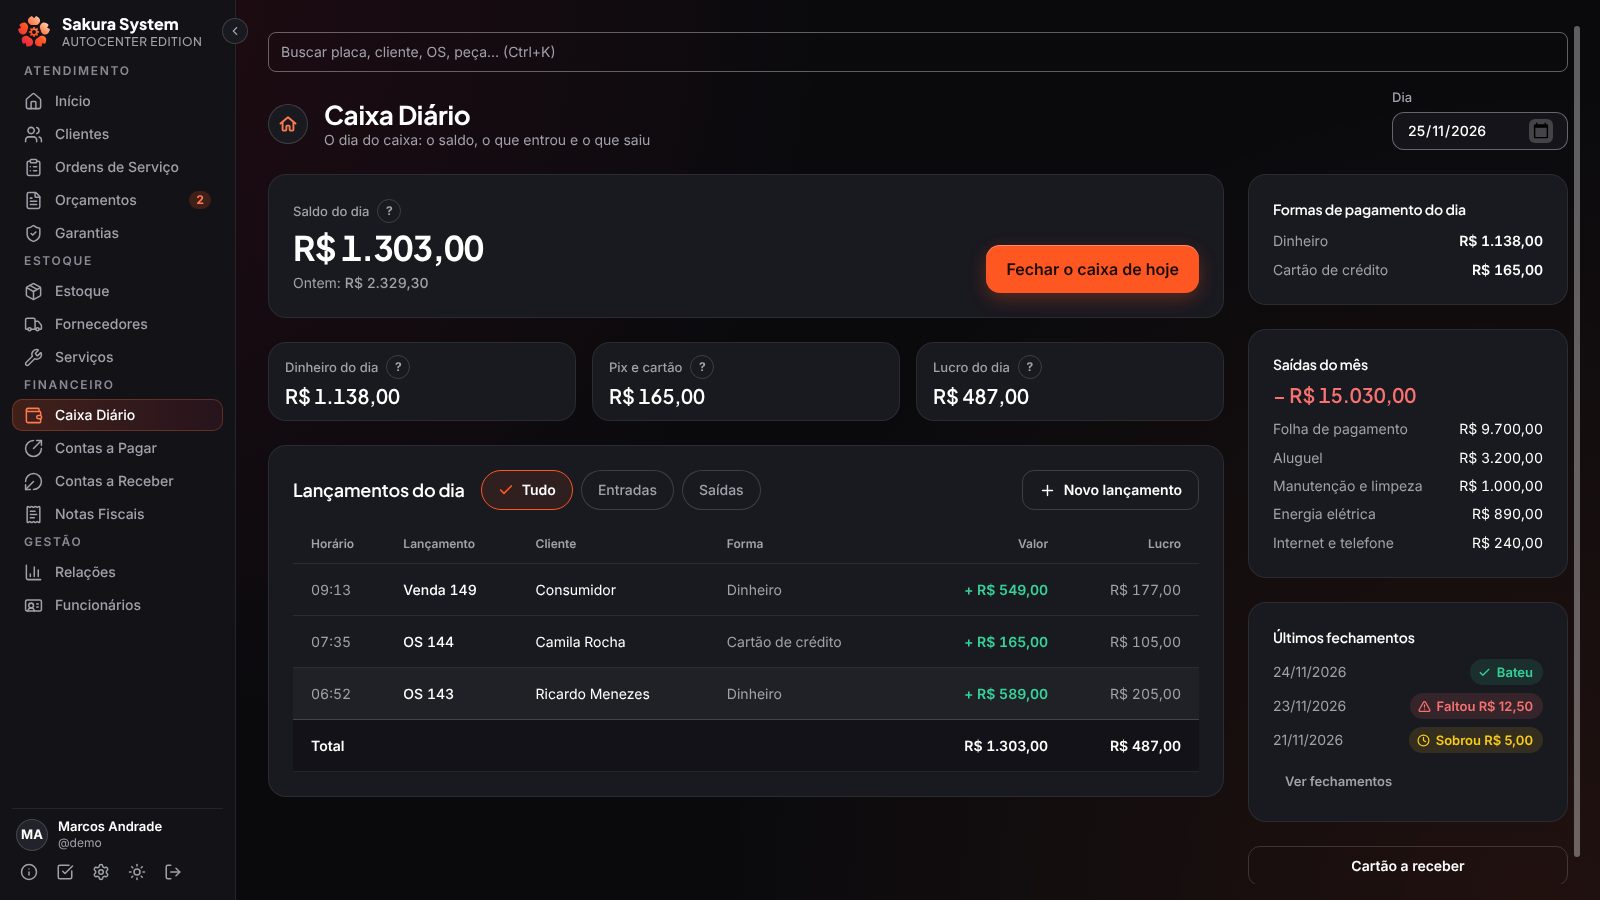 Sakura System
AUTOCENTER EDITION
ATENDIMENTO
Início
Clientes
Ordens de Serviço
Orçamentos 2
Garantias
ESTOQUE
Estoque
Fornecedores
Serviços
FINANCEIRO
Caixa Diário
Contas a Pagar
Contas a Receber
Notas Fiscais
GESTÃO
Relações
Funcionários
MA
Marcos Andrade
@demo
Buscar placa, cliente, OS, peça... (Ctrl+K)
Caixa Diário
O dia do caixa: o saldo, o que entrou e o que saiu
Dia
25/11/2026
Saldo do dia ?
R$ 1.303,00
Ontem: R$ 2.329,30
Fechar o caixa de hoje
Dinheiro do dia ?
R$ 1.138,00
Pix e cartão ?
R$ 165,00
Lucro do dia ?
R$ 487,00
Lançamentos do dia Tudo Entradas Saídas + Novo lançamento
Horário Lançamento Cliente Forma Valor Lucro
09:13 Venda 149 Consumidor Dinheiro + R$ 549,00 R$ 177,00
07:35 OS 144 Camila Rocha Cartão de crédito + R$ 165,00 R$ 105,00
06:52 OS 143 Ricardo Menezes Dinheiro + R$ 589,00 R$ 205,00
Total R$ 1.303,00 R$ 487,00
Formas de pagamento do dia
Dinheiro R$ 1.138,00
Cartão de crédito R$ 165,00
Saídas do mês
– R$ 15.030,00
Folha de pagamento R$ 9.700,00
Aluguel R$ 3.200,00
Manutenção e limpeza R$ 1.000,00
Energia elétrica R$ 890,00
Internet e telefone R$ 240,00
Últimos fechamentos
24/11/2026 Bateu
23/11/2026 Faltou R$ 12,50
21/11/2026 Sobrou R$ 5,00
Ver fechamentos
Cartão a receber